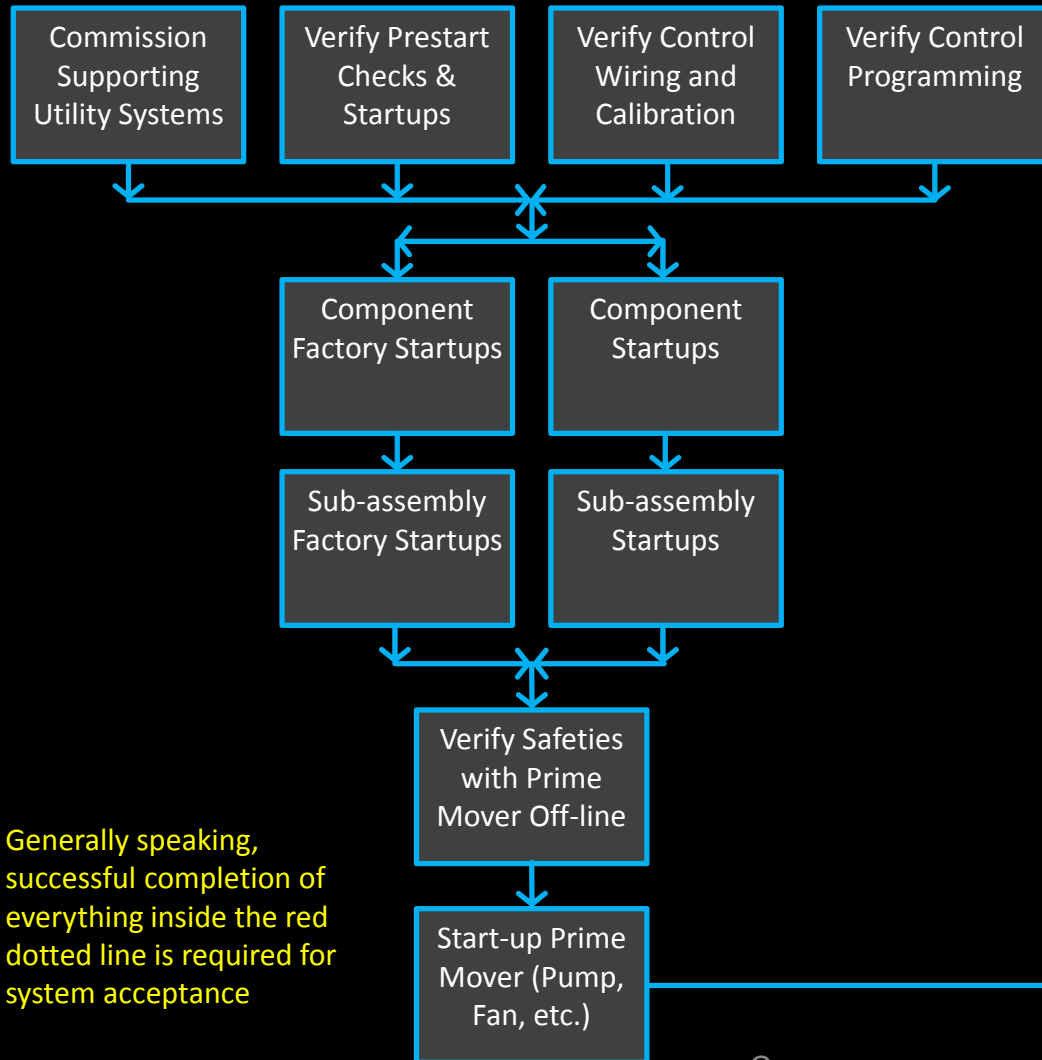 Commission
Supporting
Utility Systems
Verify Prestart
Checks &
Startups
Verify Control
Wiring and
Calibration
Verify Control
Programming
Component
Factory Startups
Component
Startups
Sub-assembly
Factory Startups
Sub-assembly
Startups
Verify Safeties
with Prime
Mover Off-line
Generally speaking,
successful completion of
everything inside the red
dotted line is required for
system acceptance
Start-up Prime
Mover (Pump,
Fan, etc.)